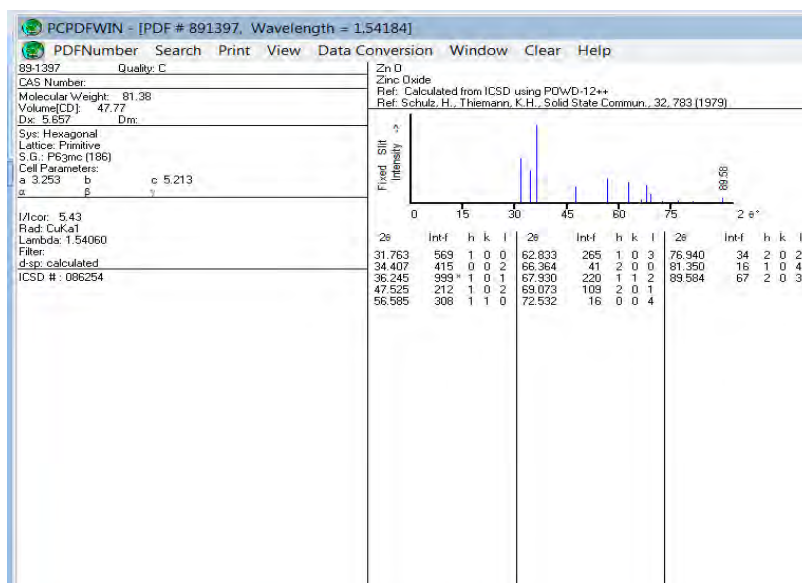 PCPDFWIN - [PDF # 891397, Wavelength = 1.54184]
PDFNumber Search Print View Data Conversion Window Clear Help
89-1397 Quality: C
CAS Number:
Molecular Weight: 81.38
Volume[CD]: 47.77
Dx: 5.657 Dm:
Sys: Hexagonal
Lattice: Primitive
S.G.: P63mc (186)
Cell Parameters:
a 3.253 b c 5.213
α β γ
I/Icor: 5.43
Rad: CuKa1
Lambda: 1.54060
Filter:
d-sp: calculated
ICSD # : 086254
Zn O
Zinc Oxide
Ref: Calculated from ICSD using POWD-12++
Ref: Schulz, H., Thiemann, K.H., Solid State Commun., 32, 783 (1979)
Fixed Slit
Intensity ->
89.58
0 15 30 45 60 75 2 θ°
2θ Int-f h k l 2θ Int-f h k l 2θ Int-f h k l
31.763 569 1 0 0 62.833 265 1 0 3 76.940 34 2 0 2
34.407 415 0 0 2 66.364 41 2 0 0 81.350 16 1 0 4
36.245 999 * 1 0 1 67.930 220 1 1 2 89.584 67 2 0 3
47.525 212 1 0 2 69.073 109 2 0 1
56.585 308 1 1 0 72.532 16 0 0 4